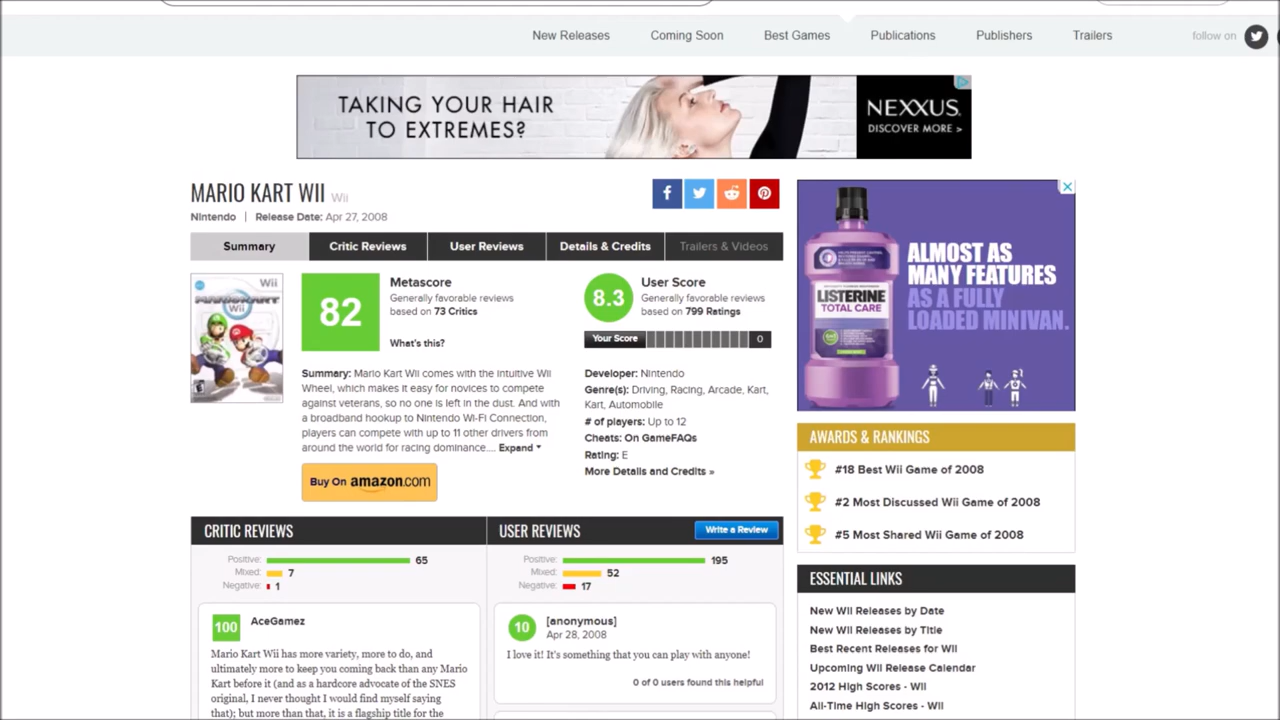 New Releases
Coming Soon
Best Games
Publications
Publishers
Trailers
follow on
TAKING YOUR HAIR
TO EXTREMES?
NEXXUS.
DISCOVER MORE >
MARIO KART WII Wii
Nintendo | Release Date: Apr 27, 2008
Summary
Critic Reviews
User Reviews
Details & Credits
Trailers & Videos
Wii
MARIOKART
Wii
82
Metascore
Generally favorable reviews
based on 73 Critics
What's this?
8.3
User Score
Generally favorable reviews
based on 799 Ratings
Your Score
0
Summary: Mario Kart Wii comes with the intuitive Wii
Wheel, which makes it easy for novices to compete
against veterans, so no one is left in the dust. And with
a broadband hookup to Nintendo Wi-Fi Connection,
players can compete with up to 11 other drivers from
around the world for racing dominance.... Expand
Buy On amazon.com
Developer: Nintendo
Genre(s): Driving, Racing, Arcade, Kart,
Kart, Automobile
# of players: Up to 12
Cheats: On GameFAQs
Rating: E
More Details and Credits »
LISTERINE
TOTAL CARE
ALMOST AS
MANY FEATURES
AS A FULLY
LOADED MINIVAN.
AWARDS & RANKINGS
#18 Best Wii Game of 2008
#2 Most Discussed Wii Game of 2008
#5 Most Shared Wii Game of 2008
CRITIC REVIEWS
Positive: 65
Mixed: 7
Negative: 1
100
AceGamez
Mario Kart Wii has more variety, more to do, and
ultimately more to keep you coming back than any Mario
Kart before it (and as a hardcore advocate of the SNES
original, I never thought I would find myself saying
that); but more than that, it is a flagship title for the
USER REVIEWS
Write a Review
Positive: 195
Mixed: 52
Negative: 17
10
[anonymous]
Apr 28, 2008
I love it! It's something that you can play with anyone!
0 of 0 users found this helpful
ESSENTIAL LINKS
New Wii Releases by Date
New Wii Releases by Title
Best Recent Releases for Wii
Upcoming Wii Release Calendar
2012 High Scores - Wii
All-Time High Scores - Wii